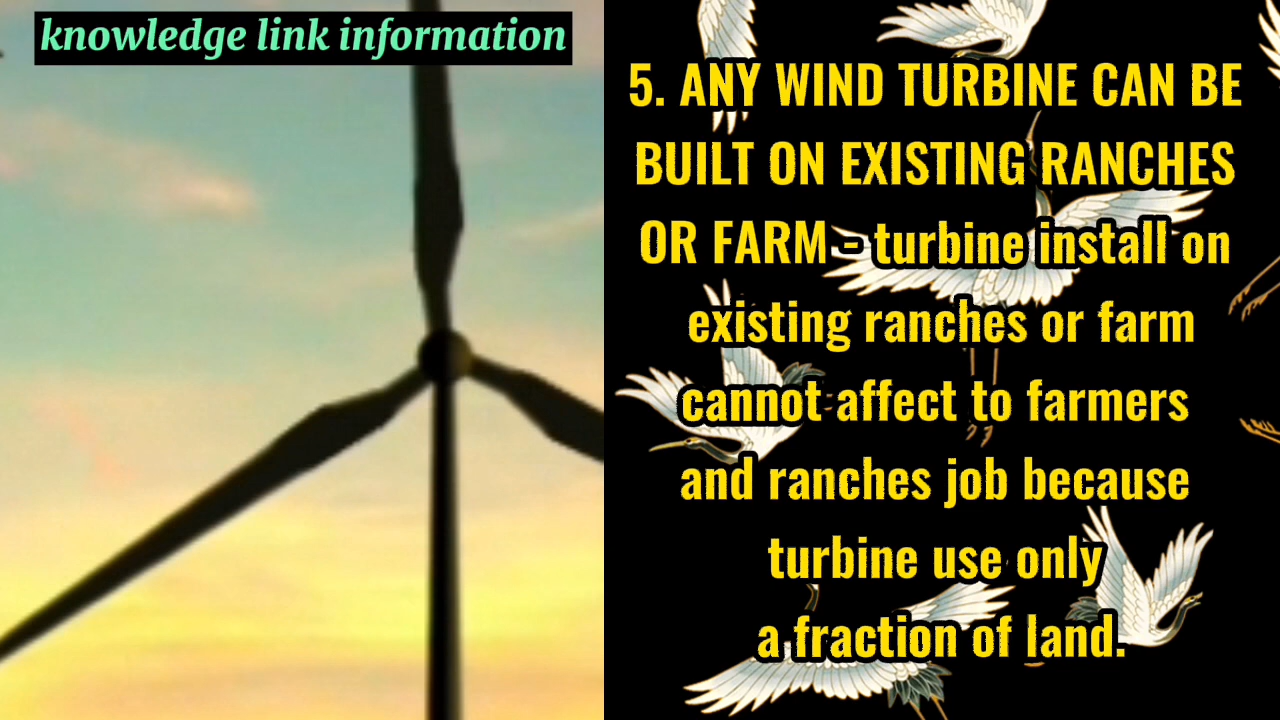 knowledge link information
5. ANY WIND TURBINE CAN BE
BUILT ON EXISTING RANCHES
OR FARM - turbine install on
existing ranches or farm
cannot affect to farmers
and ranches job because
turbine use only
a fraction of land.